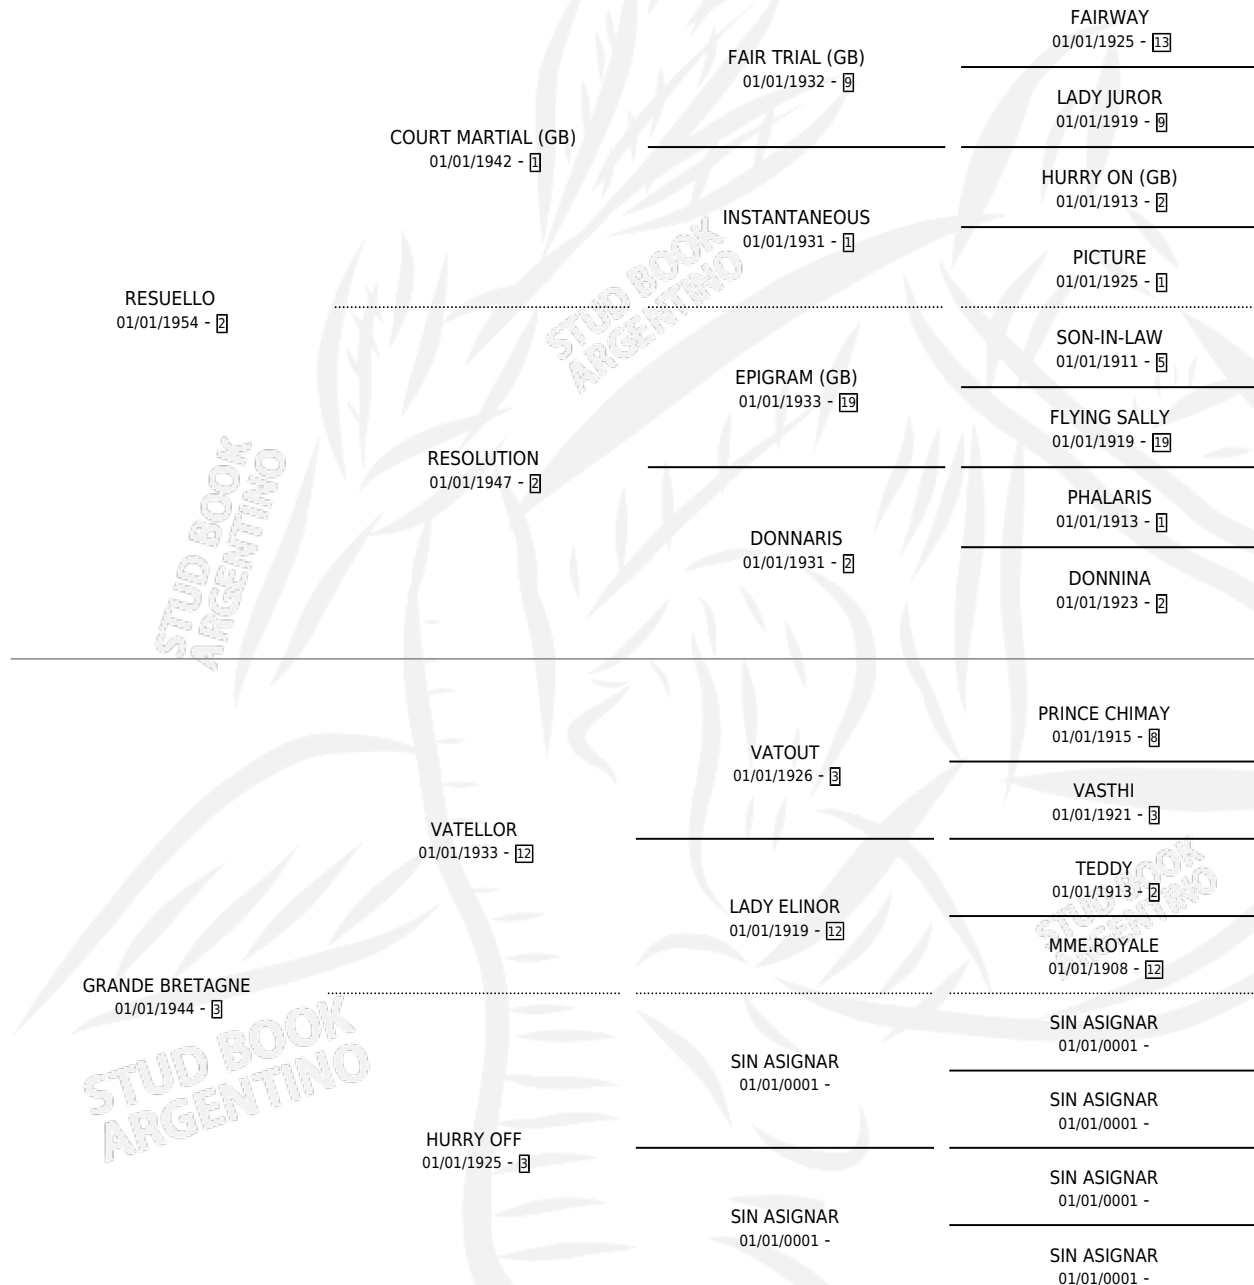 FAIRWAY
01/01/1925 - 13
FAIR TRIAL (GB)
01/01/1932 - 9
LADY JUROR
01/01/1919 - 9
COURT MARTIAL (GB)
01/01/1942 - 1
HURRY ON (GB)
01/01/1913 - 2
INSTANTANEOUS
01/01/1931 - 1
PICTURE
01/01/1925 - 1
RESUELLO
01/01/1954 - 2
SON-IN-LAW
01/01/1911 - 5
EPIGRAM (GB)
01/01/1933 - 19
FLYING SALLY
01/01/1919 - 19
RESOLUTION
01/01/1947 - 2
PHALARIS
01/01/1913 - 1
DONNARIS
01/01/1931 - 2
DONNINA
01/01/1923 - 2
PRINCE CHIMAY
01/01/1915 - 8
VATOUT
01/01/1926 - 3
VASTHI
01/01/1921 - 3
VATELLOR
01/01/1933 - 12
TEDDY
01/01/1913 - 2
LADY ELINOR
01/01/1919 - 12
MME.ROYALE
01/01/1908 - 12
GRANDE BRETAGNE
01/01/1944 - 3
SIN ASIGNAR
01/01/0001 -
SIN ASIGNAR
01/01/0001 -
SIN ASIGNAR
01/01/0001 -
HURRY OFF
01/01/1925 - 3
SIN ASIGNAR
01/01/0001 -
SIN ASIGNAR
01/01/0001 -
SIN ASIGNAR
01/01/0001 -
STUD BOOK
ARGENTINO
STUD BOOK
ARGENTINO
STUD BOOK
ARGENTINO
STUD BOOK
ARGENTINO